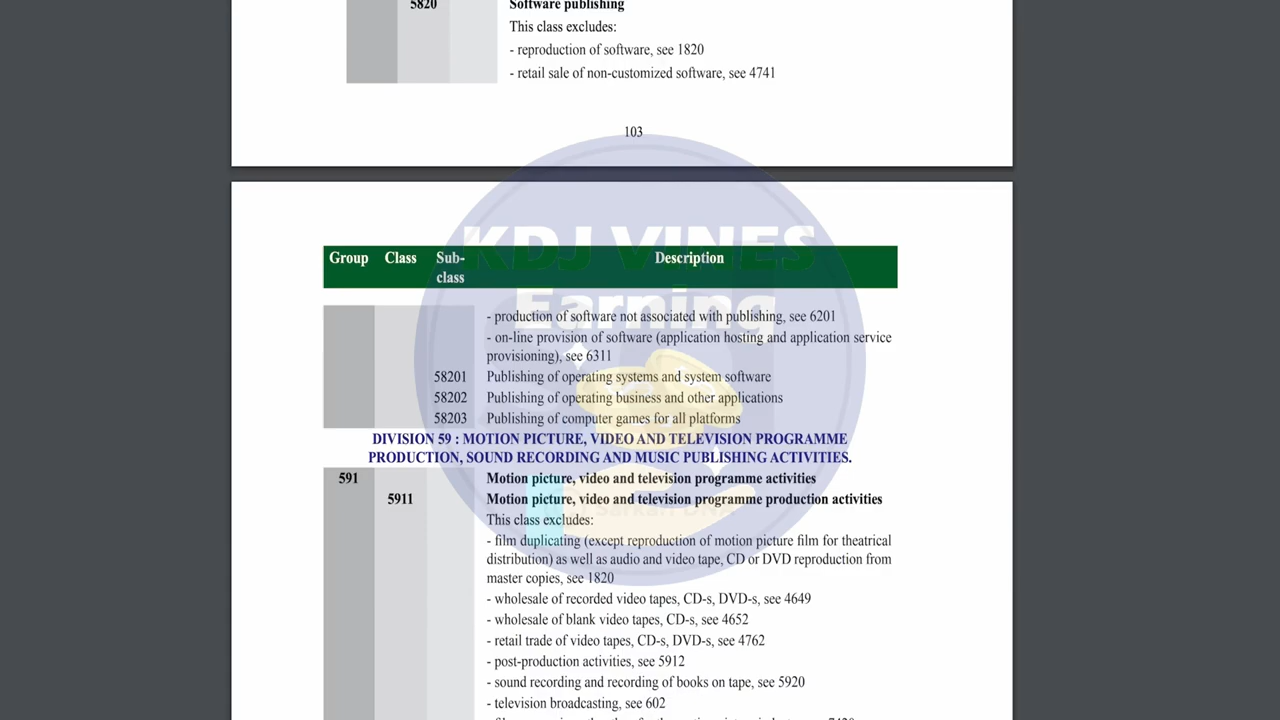 5820 Software publishing
This class excludes:
- reproduction of software, see 1820
- retail sale of non-customized software, see 4741
103
KDJ VINES
Earning
Group Class Sub-class Description
- production of software not associated with publishing, see 6201
- on-line provision of software (application hosting and application service
provisioning), see 6311
58201 Publishing of operating systems and system software
58202 Publishing of operating business and other applications
58203 Publishing of computer games for all platforms
DIVISION 59 : MOTION PICTURE, VIDEO AND TELEVISION PROGRAMME
PRODUCTION, SOUND RECORDING AND MUSIC PUBLISHING ACTIVITIES.
591 Motion picture, video and television programme activities
5911 Motion picture, video and television programme production activities
Sarkari DNA
This class excludes:
- film duplicating (except reproduction of motion picture film for theatrical
distribution) as well as audio and video tape, CD or DVD reproduction from
master copies, see 1820
- wholesale of recorded video tapes, CD-s, DVD-s, see 4649
- wholesale of blank video tapes, CD-s, see 4652
- retail trade of video tapes, CD-s, DVD-s, see 4762
- post-production activities, see 5912
- sound recording and recording of books on tape, see 5920
- television broadcasting, see 602